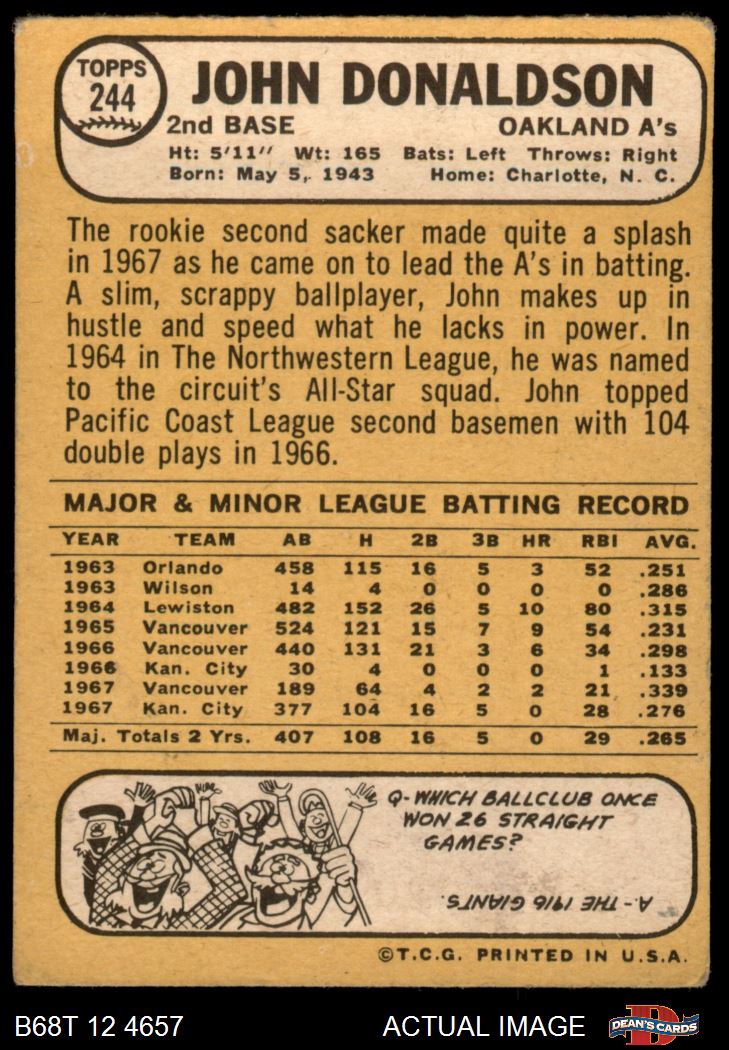 TOPPS
244
JOHN DONALDSON
2nd BASE OAKLAND A's
Ht: 5'11" Wt: 165 Bats: Left Throws: Right
Born: May 5, 1943 Home: Charlotte, N. C.
The rookie second sacker made quite a splash
in 1967 as he came on to lead the A's in batting.
A slim, scrappy ballplayer, John makes up in
hustle and speed what he lacks in power. In
1964 in The Northwestern League, he was named
to the circuit's All-Star squad. John topped
Pacific Coast League second basemen with 104
double plays in 1966.
MAJOR & MINOR LEAGUE BATTING RECORD
YEAR TEAM AB H 2B 3B HR RBI AVG.
1963 Orlando 458 115 16 5 3 52 .251
1963 Wilson 14 4 0 0 0 0 .286
1964 Lewiston 482 152 26 5 10 80 .315
1965 Vancouver 524 121 15 7 9 54 .231
1966 Vancouver 440 131 21 3 6 34 .298
1966 Kan. City 30 4 0 0 0 1 .133
1967 Vancouver 189 64 4 2 2 21 .339
1967 Kan. City 377 104 16 5 0 28 .276
Maj. Totals 2 Yrs. 407 108 16 5 0 29 .265
Q-WHICH BALLCLUB ONCE
WON 26 STRAIGHT
GAMES?
A.-THE 1916 GIANTS.
©T.C.G. PRINTED IN U.S.A.
B68T 12 4657 ACTUAL IMAGE DEAN'S CARDS